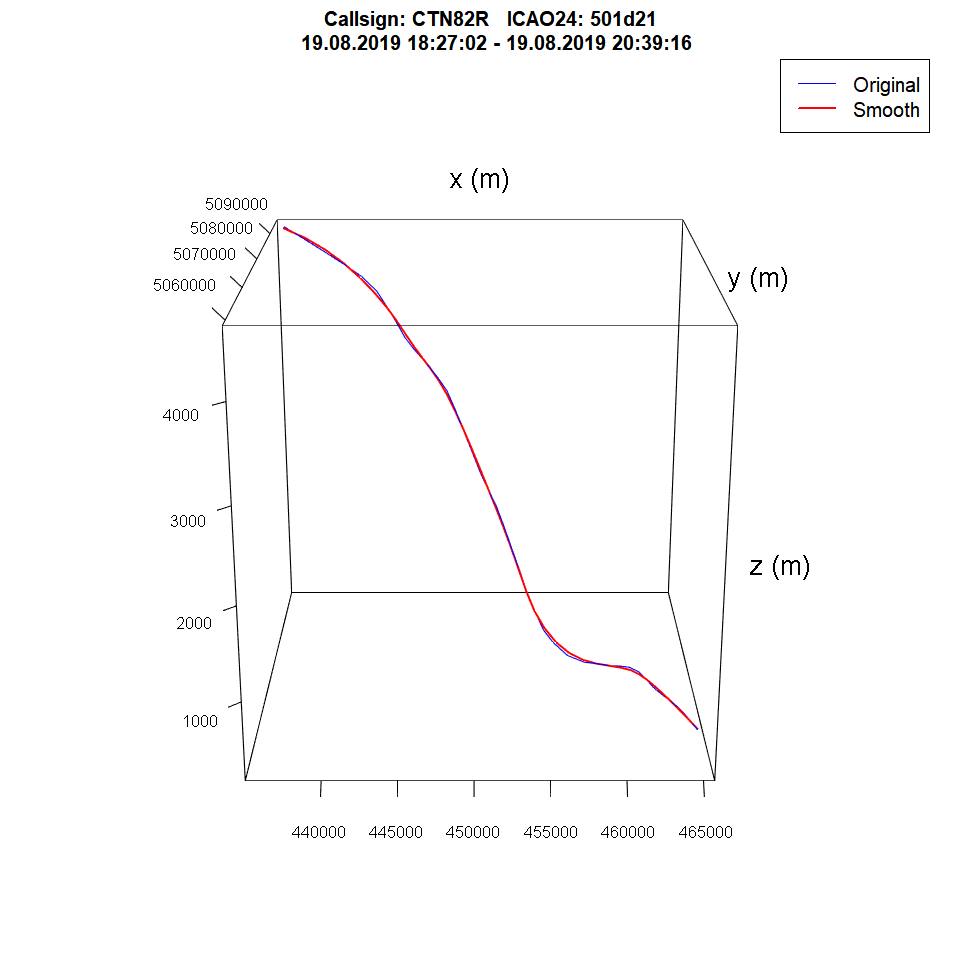 Callsign: CTN82R   ICAO24: 501d21
19.08.2019 18:27:02 - 19.08.2019 20:39:16
Original
Smooth
x (m)
5090000
5080000
5070000
5060000
y (m)
4000
3000
z (m)
2000
1000
440000 445000 450000 455000 460000 465000